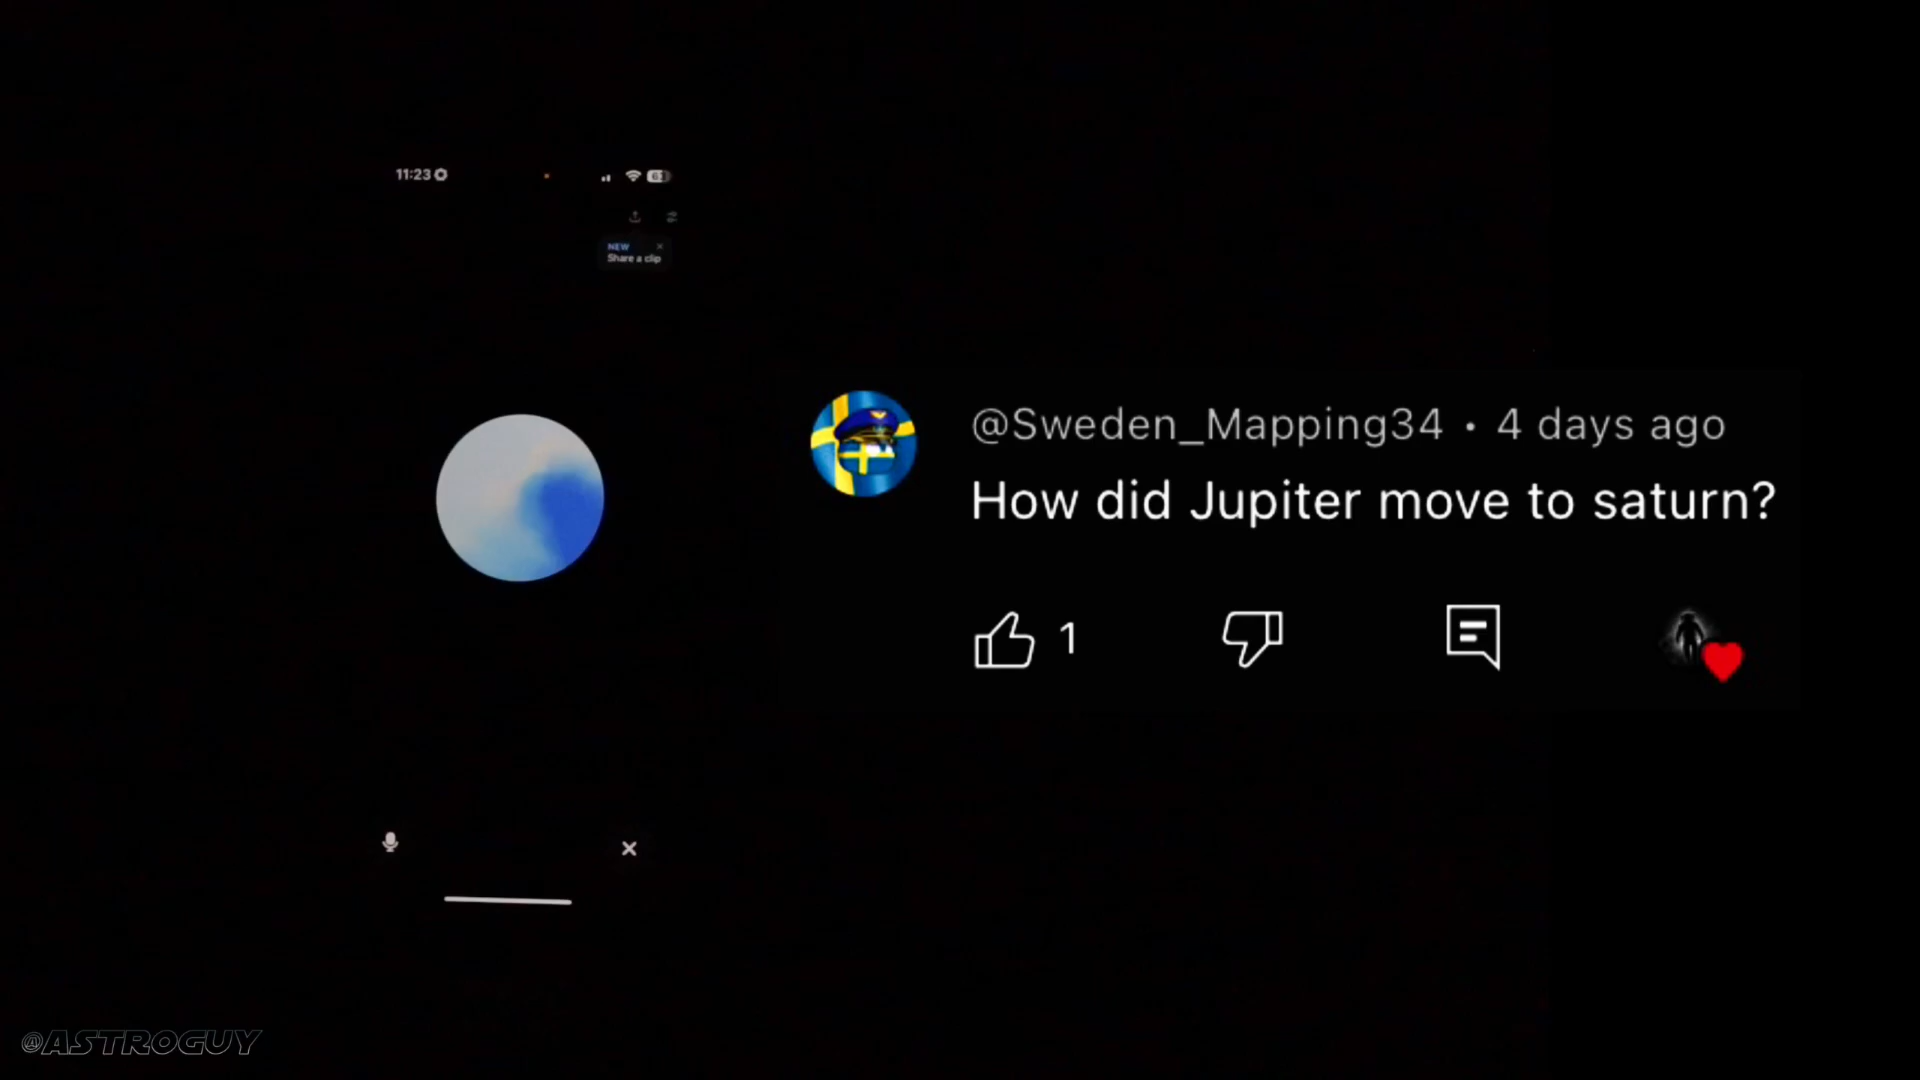 11:23
NEW
Share a clip
@Sweden_Mapping34 • 4 days ago
How did Jupiter move to saturn?
1
@ASTROGUY